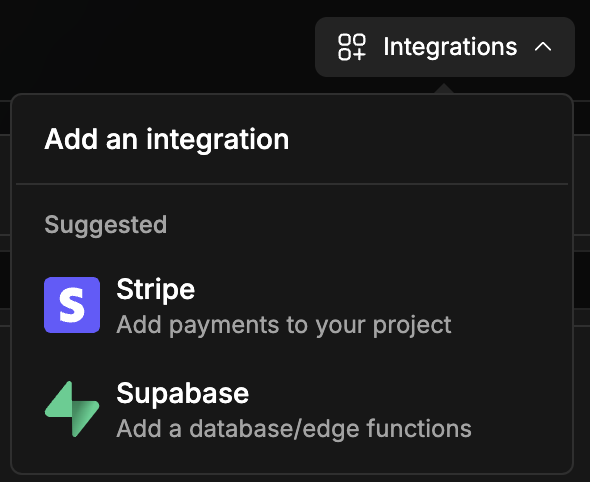 Integrations
Add an integration
Suggested
Stripe
Add payments to your project
Supabase
Add a database/edge functions